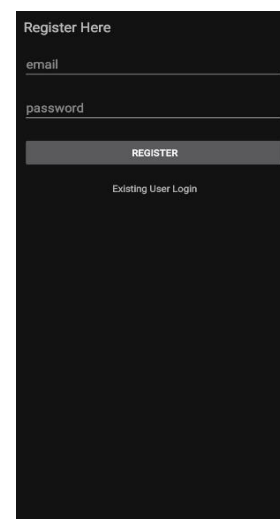 Register Here
email
password
REGISTER
Existing User Login